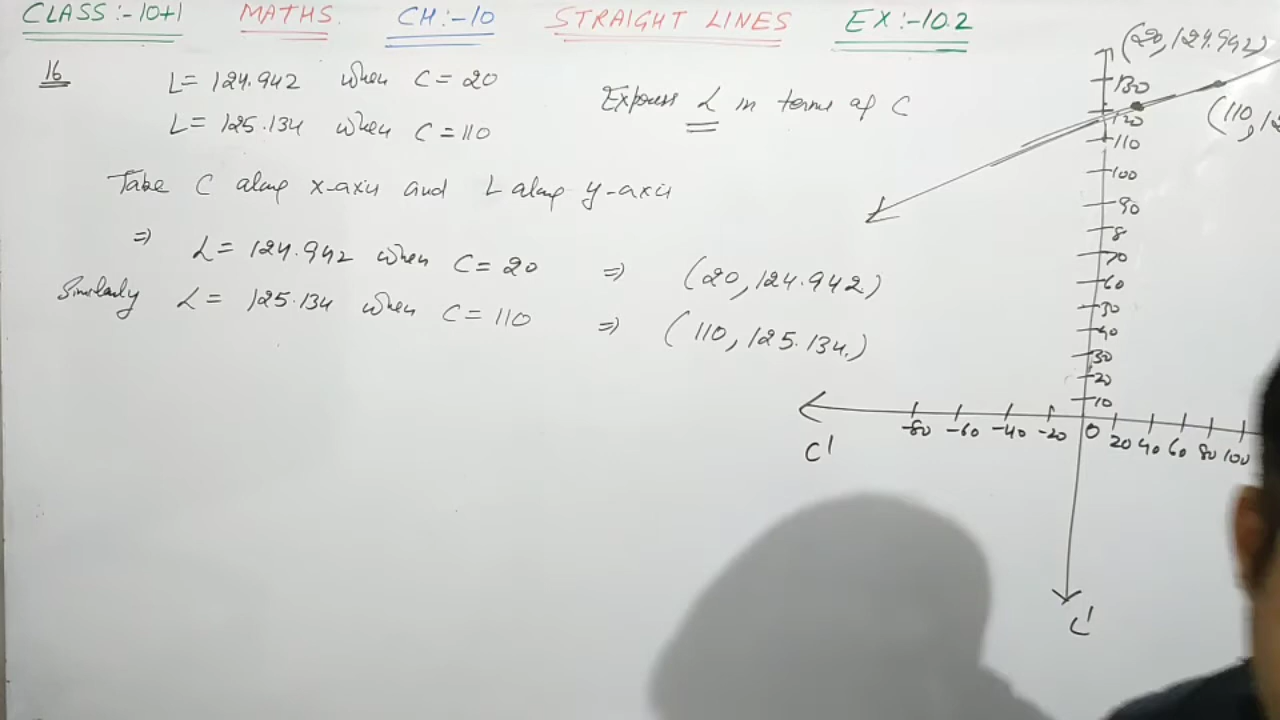 CLASS:-10+1 MATHS. CH:-10 STRAIGHT LINES EX:-10.2
16
L= 124.942 when C= 20
L= 125.134 when C=110
Express L in terms of C
Take C along x-axis and L along y-axis
⇒ L= 124.942 when C= 20 ⇒ (20,124.942)
Similarly L= 125.134 when C=110 ⇒ (110,125.134.)
(20,124.942)
130
120
110
100
90
8
70
60
30
40
30
20
10
-80 -60 -40 -20 0 20 40 60 80 100
C'
L'